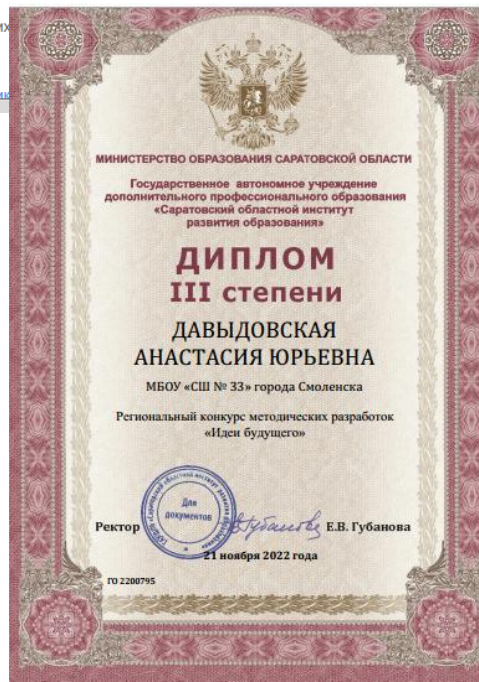 МИНИСТЕРСТВО ОБРАЗОВАНИЯ САРАТОВСКОЙ ОБЛАСТИ
Государственное автономное учреждение
дополнительного профессионального образования
«Саратовский областной институт
развития образования»
ДИПЛОМ
III степени
ДАВЫДОВСКАЯ
АНАСТАСИЯ ЮРЬЕВНА
МБОУ «СШ № 33» города Смоленска
Региональный конкурс методических разработок
«Идеи будущего»
Для
документов
Ректор Е.В. Губанова
21 ноября 2022 года
ГО 2200795